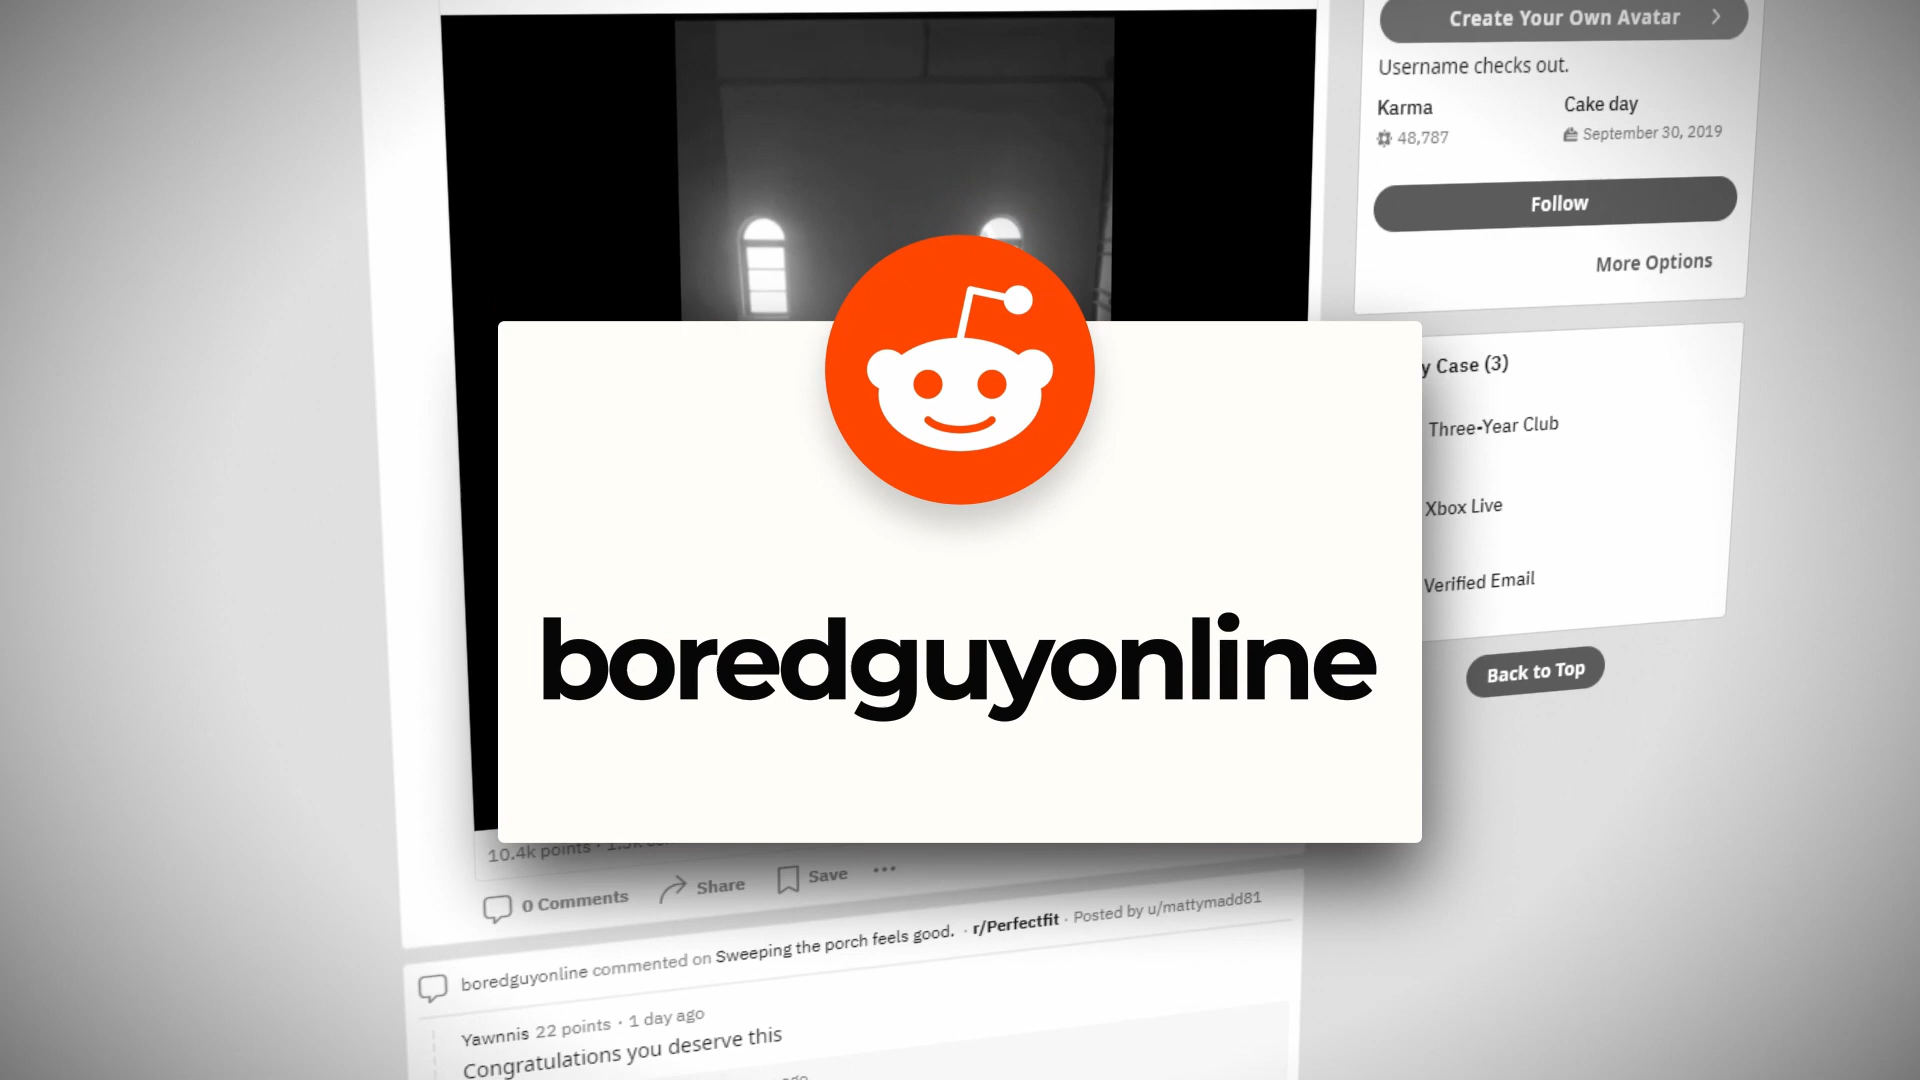 Create Your Own Avatar
Username checks out.
Karma
Cake day
48,787
September 30, 2019
Follow
More Options
y Case (3)
Three-Year Club
Xbox Live
Verified Email
Back to Top
boredguyonline
10.4k points ·
0 Comments
Share
Save
boredguyonline commented on Sweeping the porch feels good. · r/Perfectfit · Posted by u/mattymadd81
Yawnnis 22 points · 1 day ago
Congratulations you deserve this